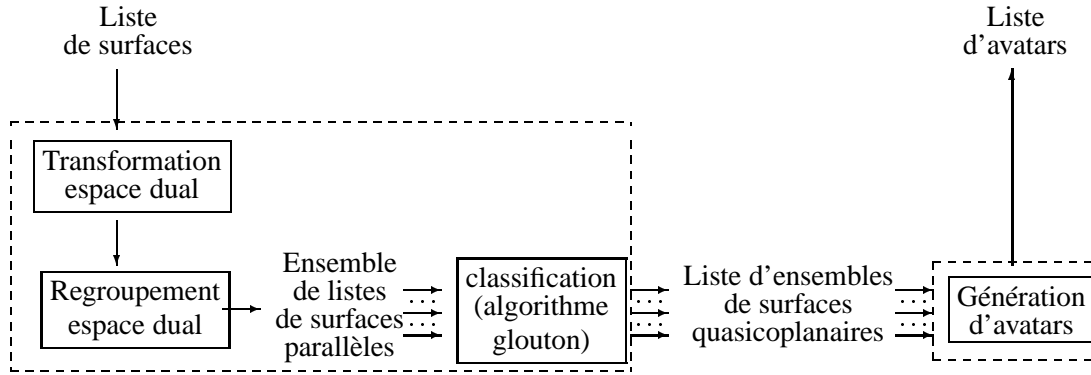 Liste
de surfaces
Transformation
espace dual
Regroupement
espace dual
Ensemble
de listes
de surfaces
parallèles
classification
(algorithme
glouton)
Liste d'ensembles
de surfaces
quasicoplanaires
Génération
d'avatars
Liste
d'avatars